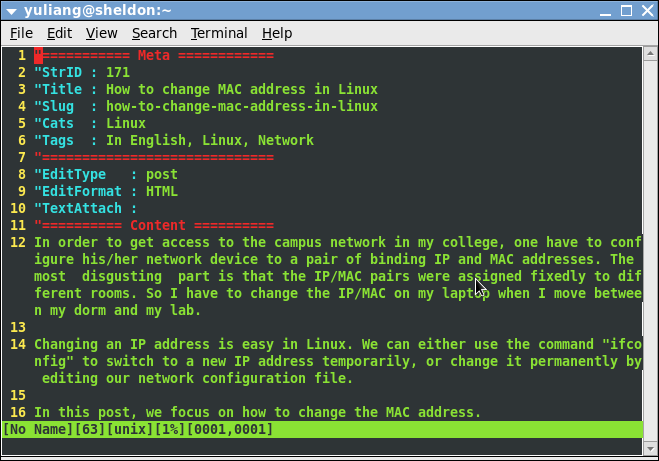 yuliang@sheldon:~
File Edit View Search Terminal Help
1 "=========== Meta ============
2 "StrID : 171
3 "Title : How to change MAC address in Linux
4 "Slug  : how-to-change-mac-address-in-linux
5 "Cats  : Linux
6 "Tags  : In English, Linux, Network
7 "=============================
8 "EditType   : post
9 "EditFormat : HTML
10 "TextAttach :
11 "========== Content ==========
12 In order to get access to the campus network in my college, one have to conf
igure his/her network device to a pair of binding IP and MAC addresses. The
most  disgusting  part is that the IP/MAC pairs were assigned fixedly to dif
ferent rooms. So I have to change the IP/MAC on my laptop when I move betwee
n my dorm and my lab.
13
14 Changing an IP address is easy in Linux. We can either use the command "ifco
nfig" to switch to a new IP address temporarily, or change it permanently by
 editing our network configuration file.
15
16 In this post, we focus on how to change the MAC address.
[No Name][63][unix][1%][0001,0001]